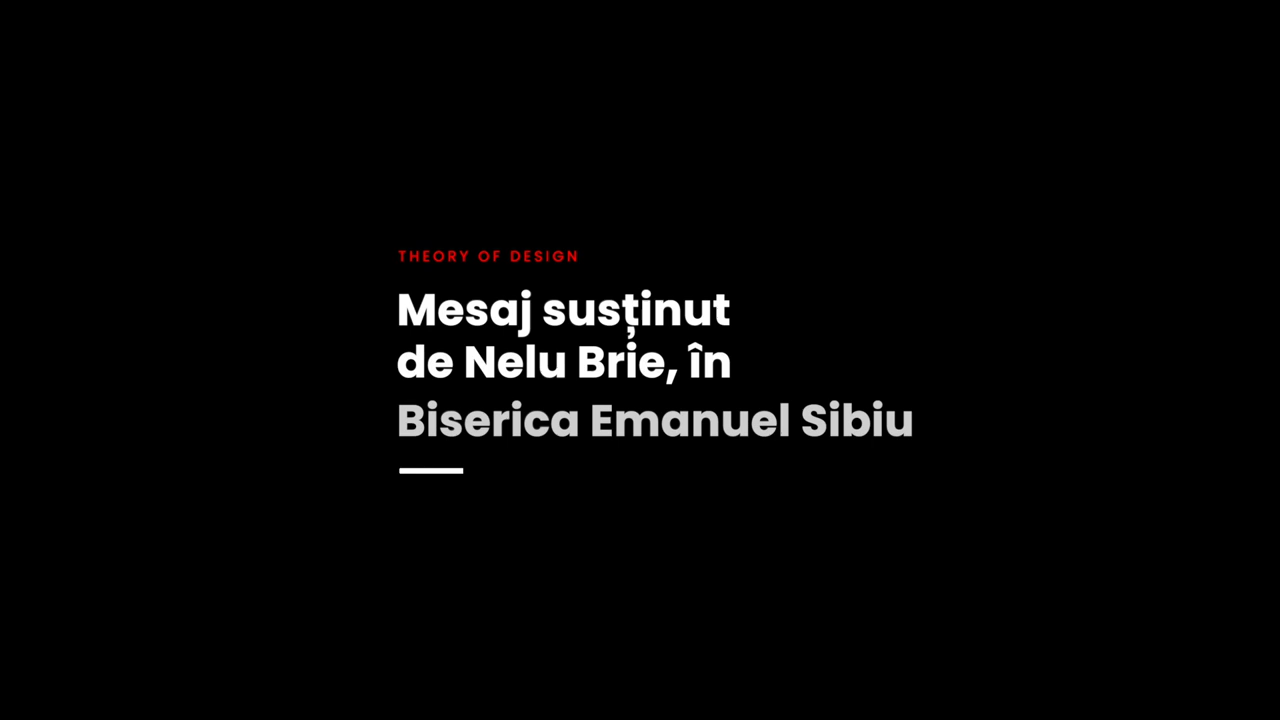 THEORY OF DESIGN
Mesaj susținut
de Nelu Brie, în
Biserica Emanuel Sibiu